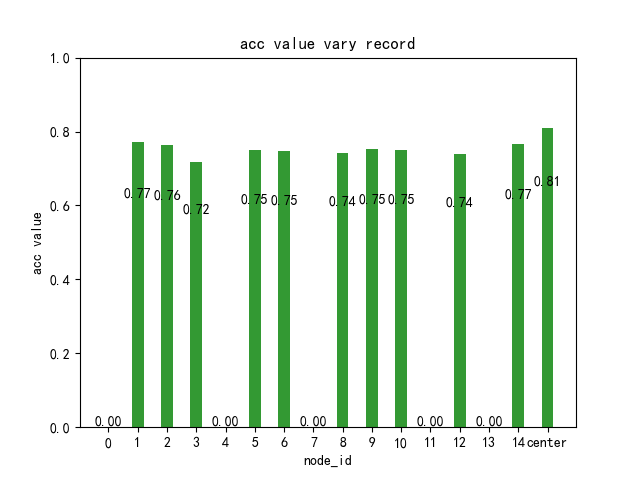 acc value vary record
1.0
0.8
0.6
0.4
0.2
0.0
acc value
0.00 0.77 0.76 0.72 0.00 0.75 0.75 0.00 0.74 0.75 0.75 0.00 0.74 0.00 0.77 0.81
0 1 2 3 4 5 6 7 8 9 10 11 12 13 14 center
node_id